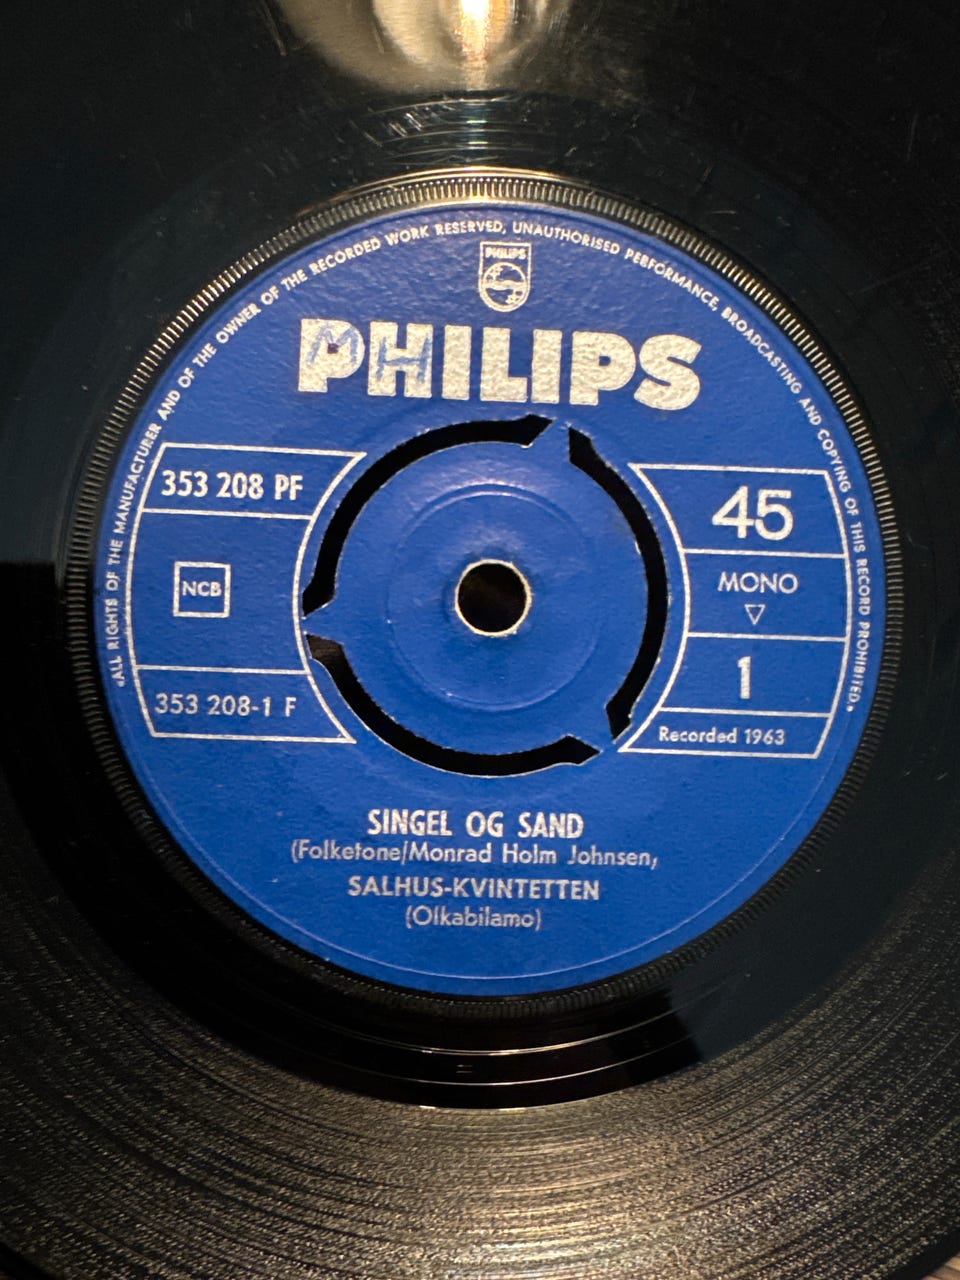 «ALL RIGHTS OF THE MANUFACTURER AND OF THE OWNER OF THE RECORDED WORK RESERVED, UNAUTHORISED PERFORMANCE, BROADCASTING AND COPYING OF THIS RECORD PROHIBITED.»
PHILIPS
PHILIPS
MH
353 208 PF
NCB
353 208-1 F
45
MONO
▽
1
Recorded 1963
SINGEL OG SAND
(Folketone/Monrad Holm Johnsen,
SALHUS-KVINTETTEN
(Olkabilamo)